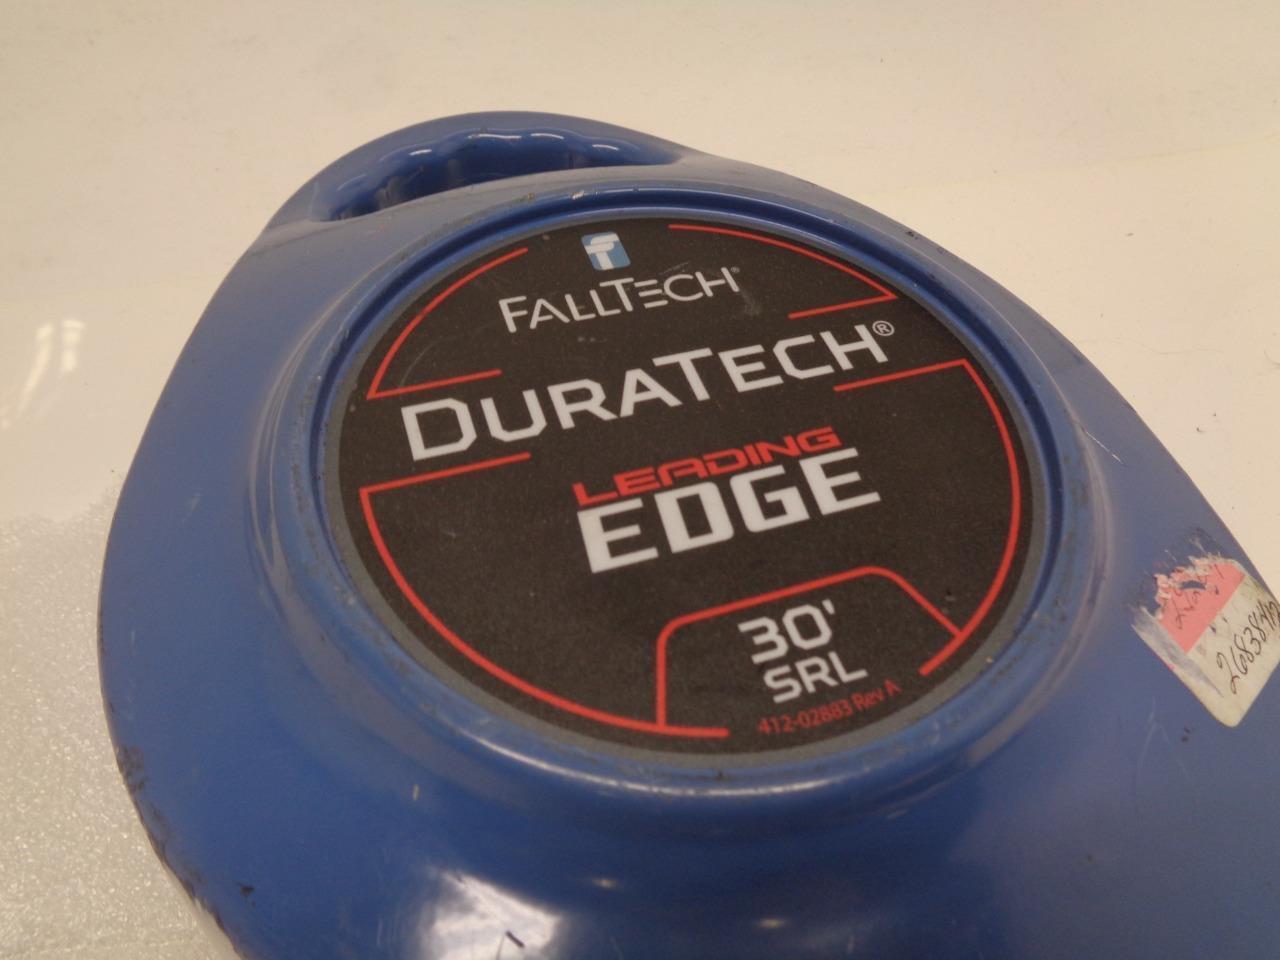 FALLTECH®
DURATECH®
LEADING
EDGE
30'
SRL
412-02883 Rev A